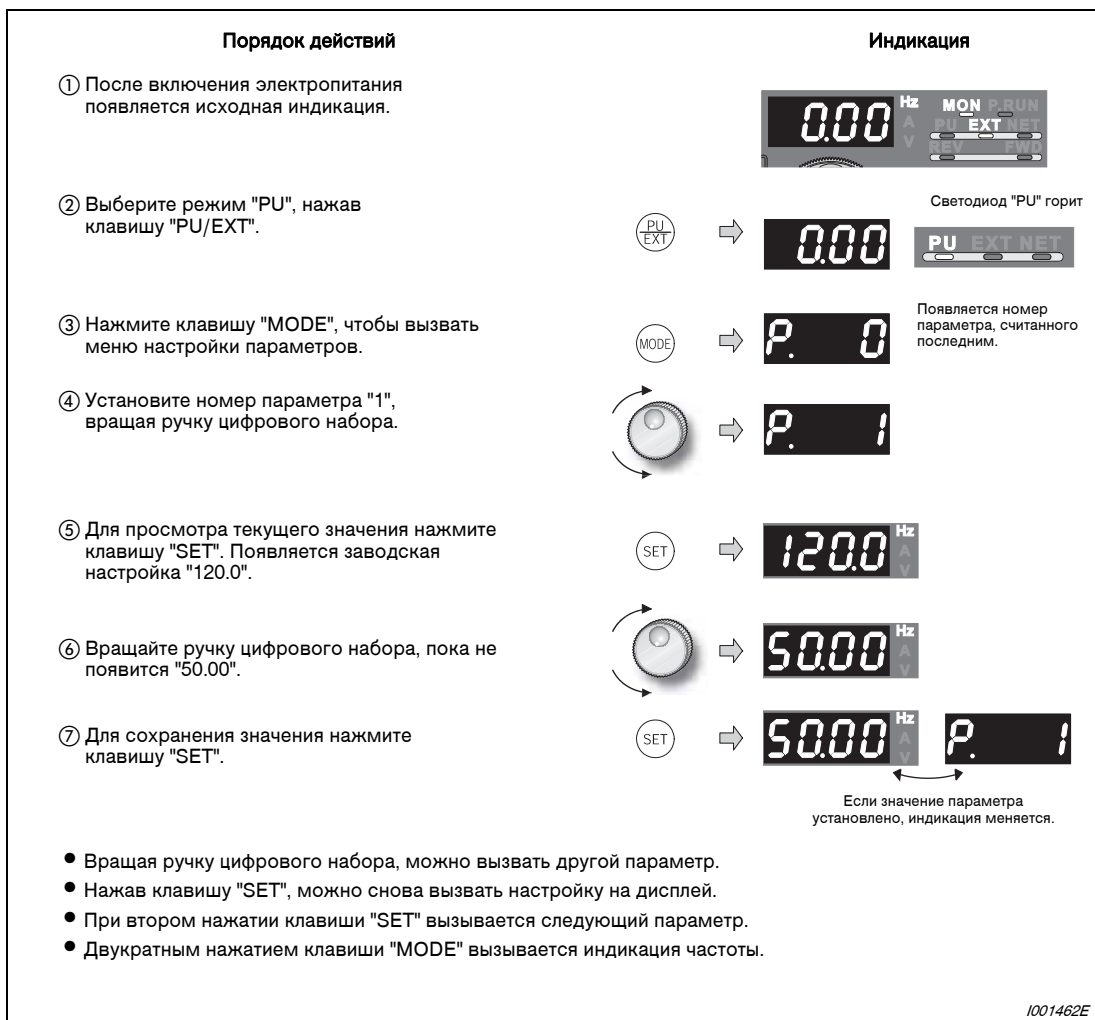 Порядок действий
Индикация
① После включения электропитания
появляется исходная индикация.
0.00 Hz A V
MON P.RUN
PU EXT NET
REV FWD
② Выберите режим "PU", нажав
клавишу "PU/EXT".
PU
EXT
0.00
Светодиод "PU" горит
PU EXT NET
③ Нажмите клавишу "MODE", чтобы вызвать
меню настройки параметров.
MODE
P. 0
Появляется номер
параметра, считанного
последним.
④ Установите номер параметра "1",
вращая ручку цифрового набора.
P. 1
⑤ Для просмотра текущего значения нажмите
клавишу "SET". Появляется заводская
настройка "120.0".
SET
120.0 Hz A V
⑥ Вращайте ручку цифрового набора, пока не
появится "50.00".
50.00 Hz A V
⑦ Для сохранения значения нажмите
клавишу "SET".
SET
50.00 Hz A V
P. 1
Если значение параметра
установлено, индикация меняется.
● Вращая ручку цифрового набора, можно вызвать другой параметр.
● Нажав клавишу "SET", можно снова вызвать настройку на дисплей.
● При втором нажатии клавиши "SET" вызывается следующий параметр.
● Двукратным нажатием клавиши "MODE" вызывается индикация частоты.
I001462E